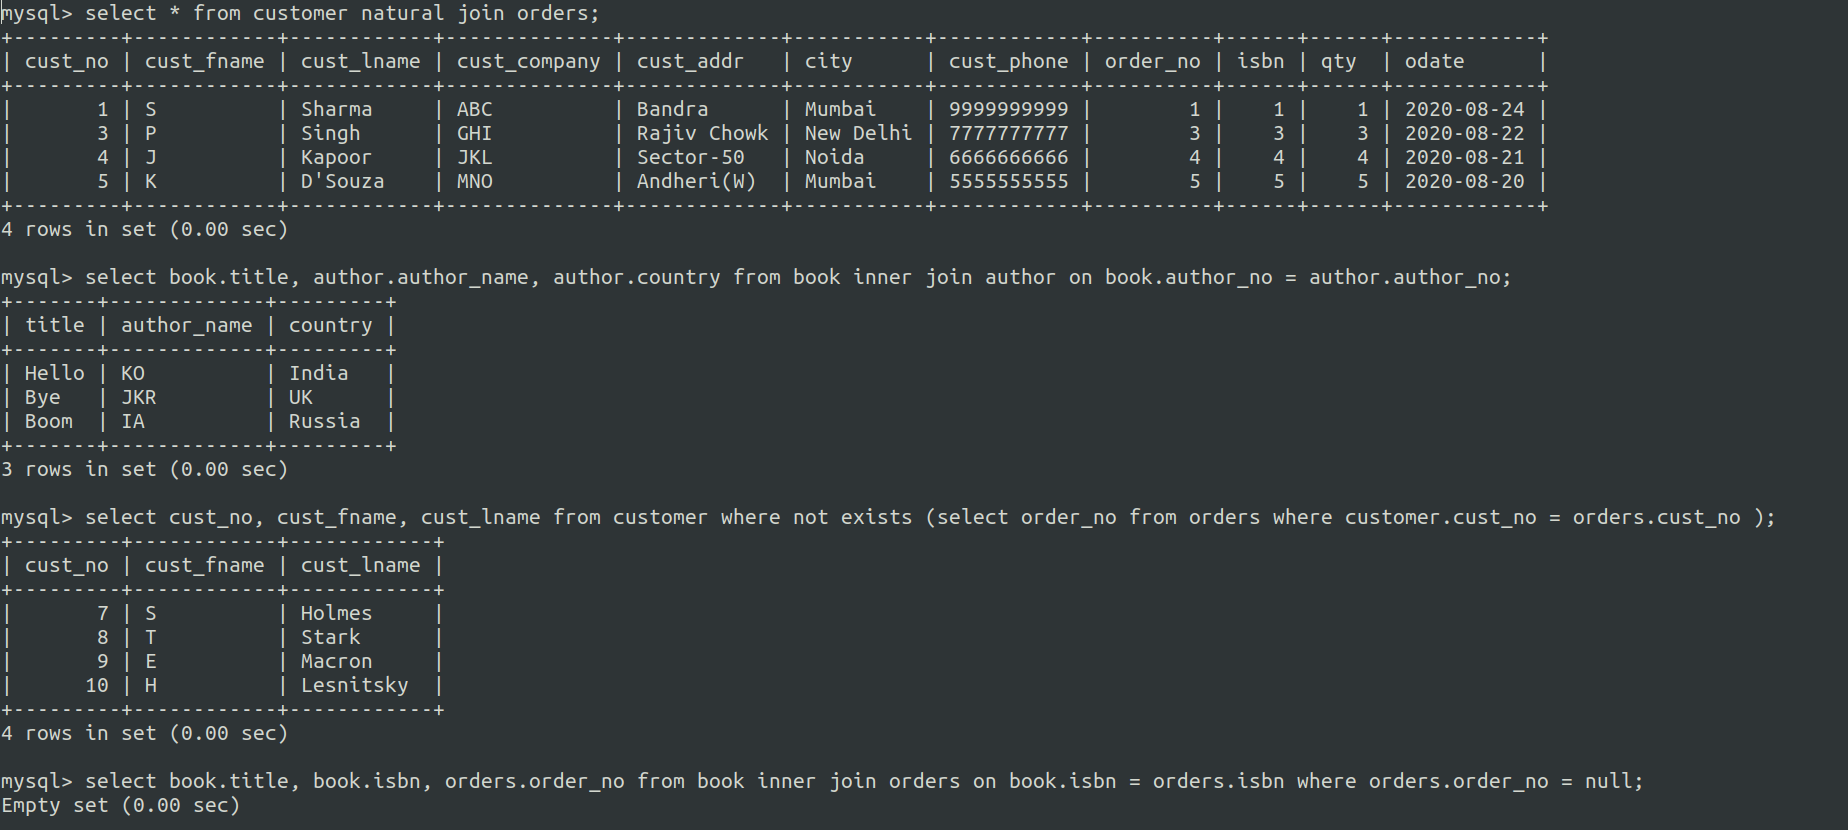 mysql> select * from customer natural join orders;
+---------+------------+------------+--------------+-------------+-----------+------------+----------+------+------+------------+
| cust_no | cust_fname | cust_lname | cust_company | cust_addr   | city      | cust_phone | order_no | isbn | qty  | odate      |
+---------+------------+------------+--------------+-------------+-----------+------------+----------+------+------+------------+
|       1 | S          | Sharma     | ABC          | Bandra      | Mumbai    | 9999999999 |        1 |    1 |    1 | 2020-08-24 |
|       3 | P          | Singh      | GHI          | Rajiv Chowk | New Delhi | 7777777777 |        3 |    3 |    3 | 2020-08-22 |
|       4 | J          | Kapoor     | JKL          | Sector-50   | Noida     | 6666666666 |        4 |    4 |    4 | 2020-08-21 |
|       5 | K          | D'Souza    | MNO          | Andheri(W)  | Mumbai    | 5555555555 |        5 |    5 |    5 | 2020-08-20 |
+---------+------------+------------+--------------+-------------+-----------+------------+----------+------+------+------------+
4 rows in set (0.00 sec)
mysql> select book.title, author.author_name, author.country from book inner join author on book.author_no = author.author_no;
+-------+-------------+---------+
| title | author_name | country |
+-------+-------------+---------+
| Hello | KO          | India   |
| Bye   | JKR         | UK      |
| Boom  | IA          | Russia  |
+-------+-------------+---------+
3 rows in set (0.00 sec)
mysql> select cust_no, cust_fname, cust_lname from customer where not exists (select order_no from orders where customer.cust_no = orders.cust_no );
+---------+------------+------------+
| cust_no | cust_fname | cust_lname |
+---------+------------+------------+
|       7 | S          | Holmes     |
|       8 | T          | Stark      |
|       9 | E          | Macron     |
|      10 | H          | Lesnitsky  |
+---------+------------+------------+
4 rows in set (0.00 sec)
mysql> select book.title, book.isbn, orders.order_no from book inner join orders on book.isbn = orders.isbn where orders.order_no = null;
Empty set (0.00 sec)